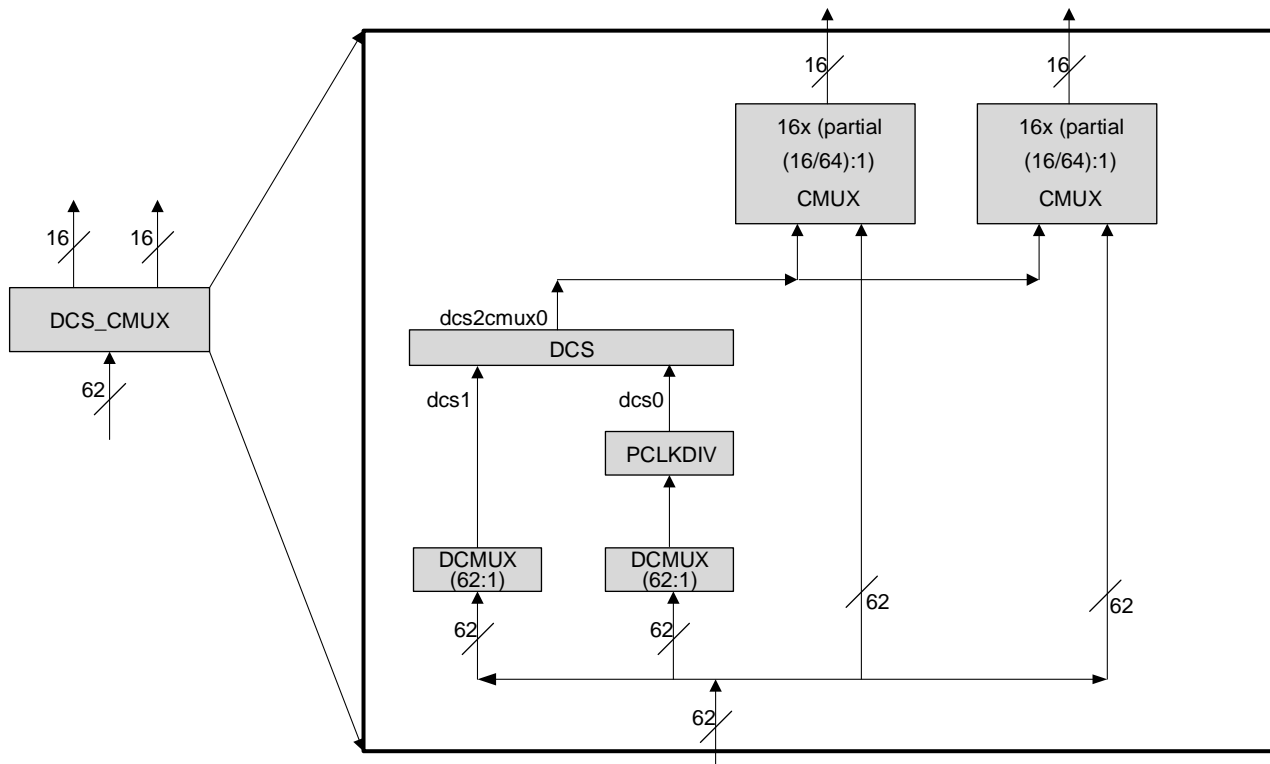 16
16
16x (partial
(16/64):1)
CMUX
16x (partial
(16/64):1)
CMUX
16
16
DCS_CMUX
62
dcs2cmux0
DCS
dcs1
dcs0
PCLKDIV
DCMUX
(62:1)
DCMUX
(62:1)
62
62
62
62
62